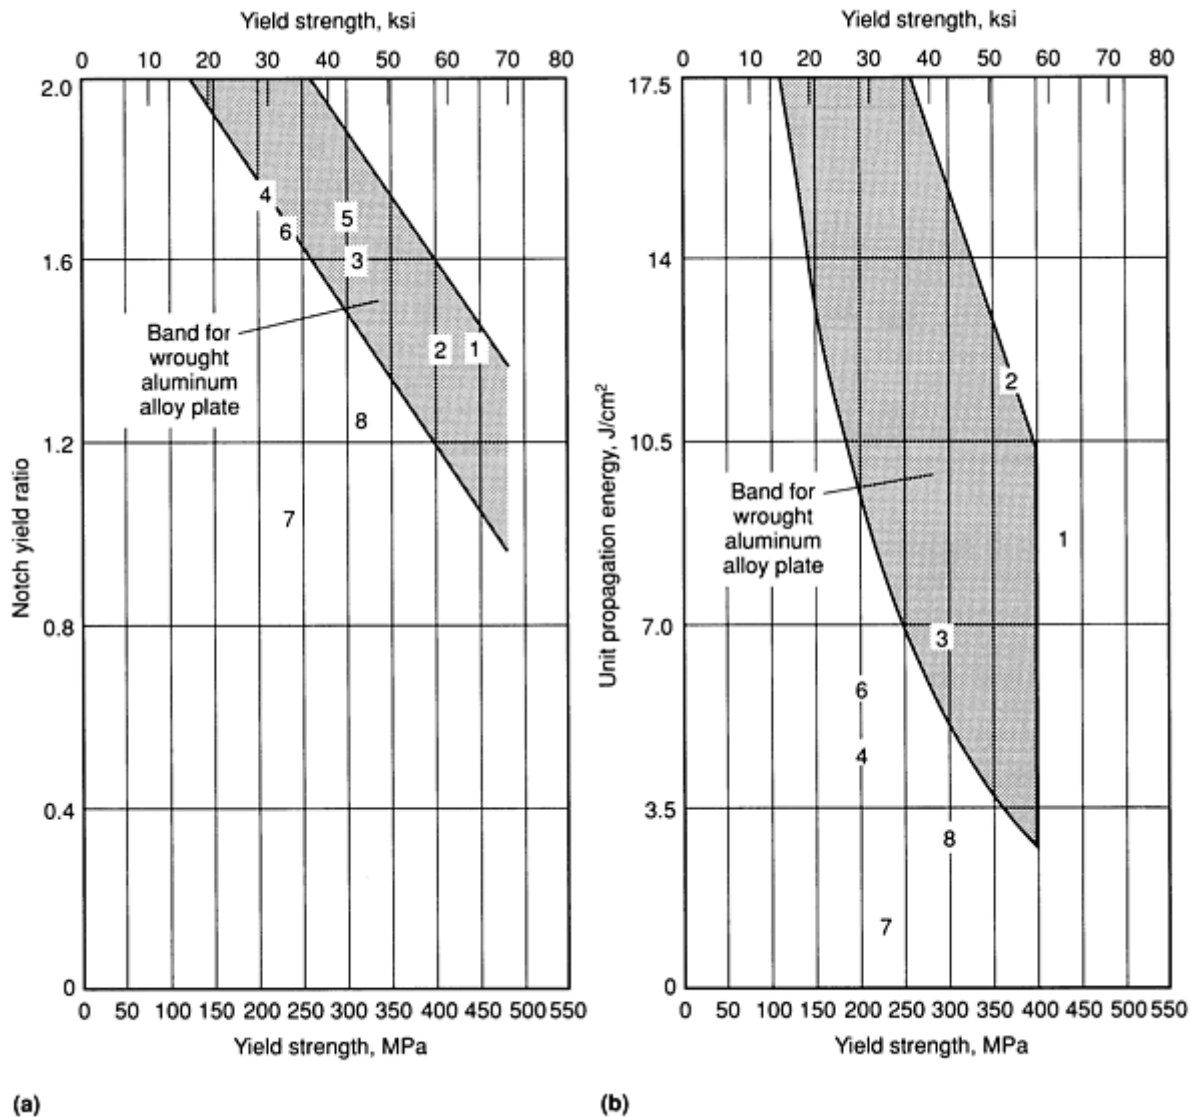 Yield strength, ksi
0 10 20 30 40 50 60 70 80
2.0
1.6
1.2
0.8
0.4
0
Notch yield ratio
4
6
5
3
2
1
8
7
Band for
wrought
aluminum
alloy plate
0 50 100 150 200 250 300 350 400 450 500 550
Yield strength, MPa
(a)
Yield strength, ksi
0 10 20 30 40 50 60 70 80
17.5
14
10.5
7.0
3.5
0
Unit propagation energy, J/cm²
2
1
3
6
4
8
7
Band for
wrought
aluminum
alloy plate
0 50 100 150 200 250 300 350 400 450 500 550
Yield strength, MPa
(b)